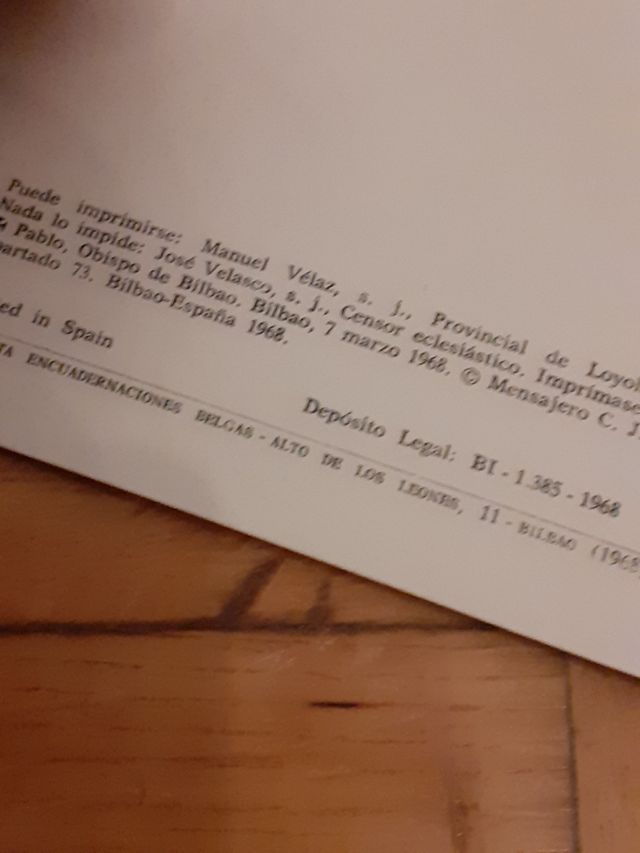 Puede imprimirse: Manuel Vélaz, s. j., Provincial de Loyol
Nada lo impide: José Velasco, s. j., Censor eclesiástico. Imprímase
Pablo, Obispo de Bilbao. Bilbao, 7 marzo 1968. © Mensajero C. J.
artado 73. Bilbao-España 1968.
ed in Spain
Depósito Legal: BI - 1.385 - 1968
TA ENCUADERNACIONES BELGAS - ALTO DE LOS LEONES, 11 - BILBAO (1968